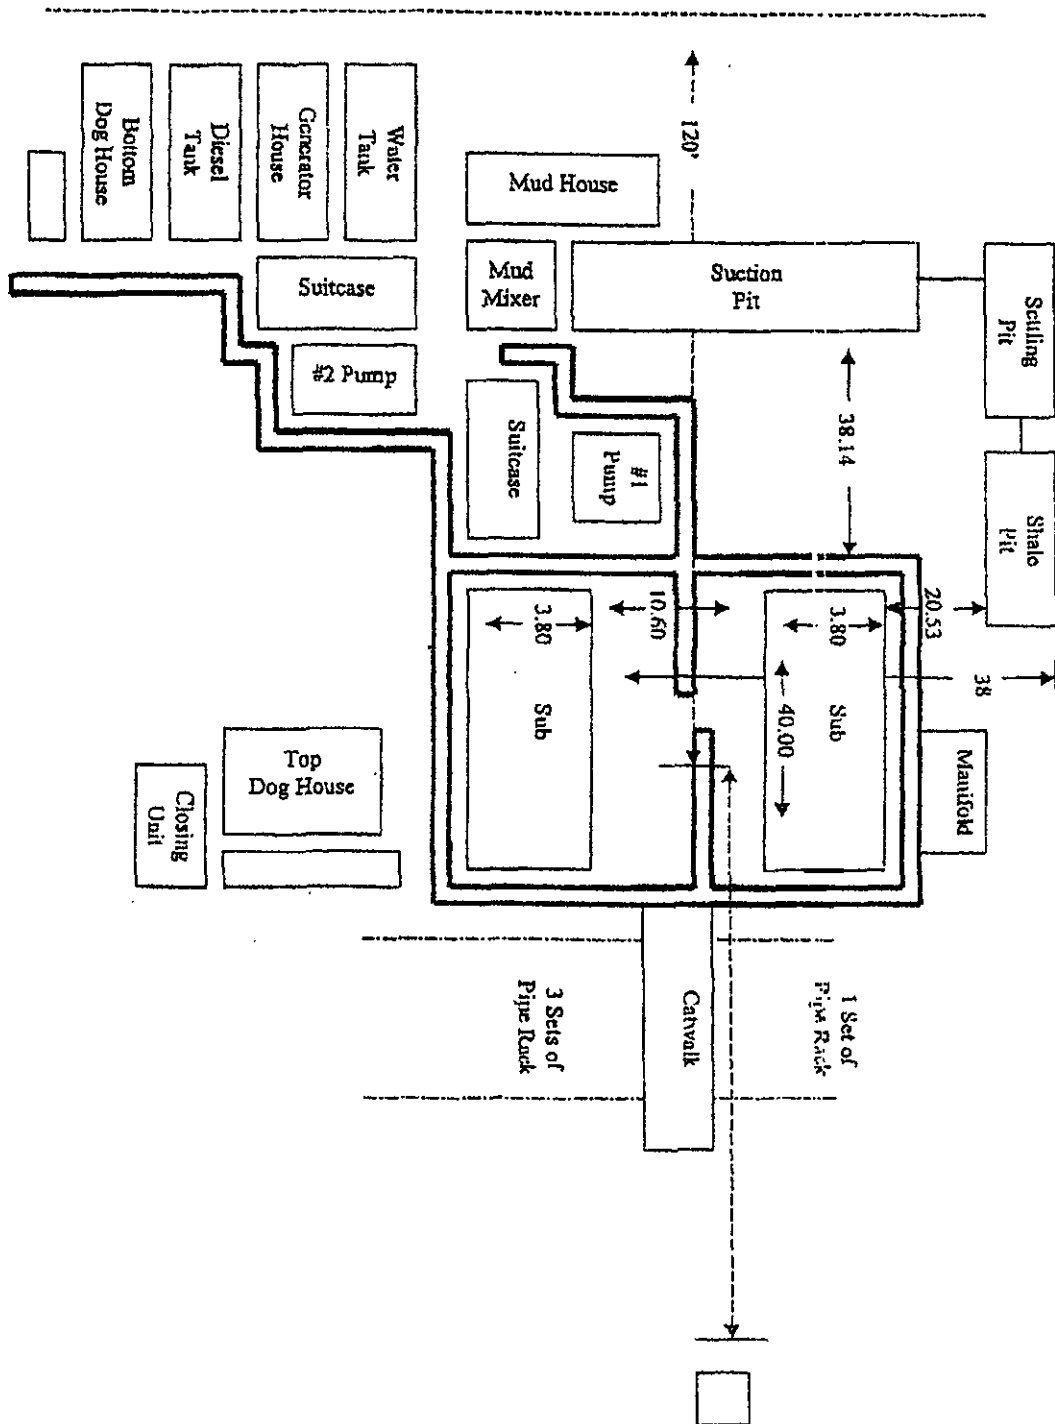 120'
Bottom
Dog House
Diesel
Tank
Generator
House
Water
Tank
Mud House
Suitcase
Mud
Mixer
Suction
Pit
Settling
Pit
#2 Pump
Suitcase
#1
Pump
38.14
Shale
Pit
3.80
10.60
3.80
20.53
38
40.00
Sub
Sub
Manifold
Top
Dog House
Closing
Unit
3 Sets of
Pipe Rack
Catwalk
1 Set of
Pipe Rack